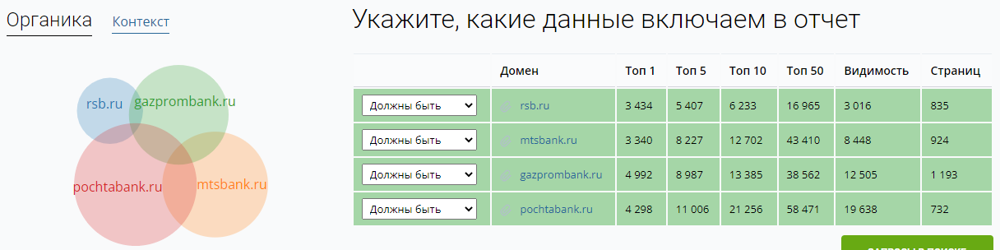 Органика Контекст
rsb.ru
gazprombank.ru
pochtabank.ru
mtsbank.ru
Укажите, какие данные включаем в отчет
Домен Топ 1 Топ 5 Топ 10 Топ 50 Видимость Страниц
Должны быть rsb.ru 3 434 5 407 6 233 16 965 3 016 835
Должны быть mtsbank.ru 3 340 8 227 12 702 43 410 8 448 924
Должны быть gazprombank.ru 4 992 8 987 13 385 38 562 12 505 1 193
Должны быть pochtabank.ru 4 298 11 006 21 256 58 471 19 638 732